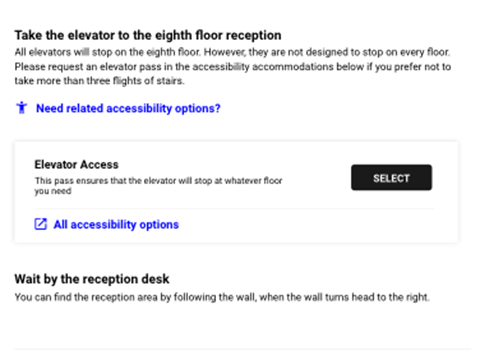 Take the elevator to the eighth floor reception
All elevators will stop on the eighth floor. However, they are not designed to stop on every floor.
Please request an elevator pass in the accessibility accommodations below if you prefer not to
take more than three flights of stairs.
Need related accessibility options?
Elevator Access
This pass ensures that the elevator will stop at whatever floor
you need
SELECT
All accessibility options
Wait by the reception desk
You can find the reception area by following the wall, when the wall turns head to the right.